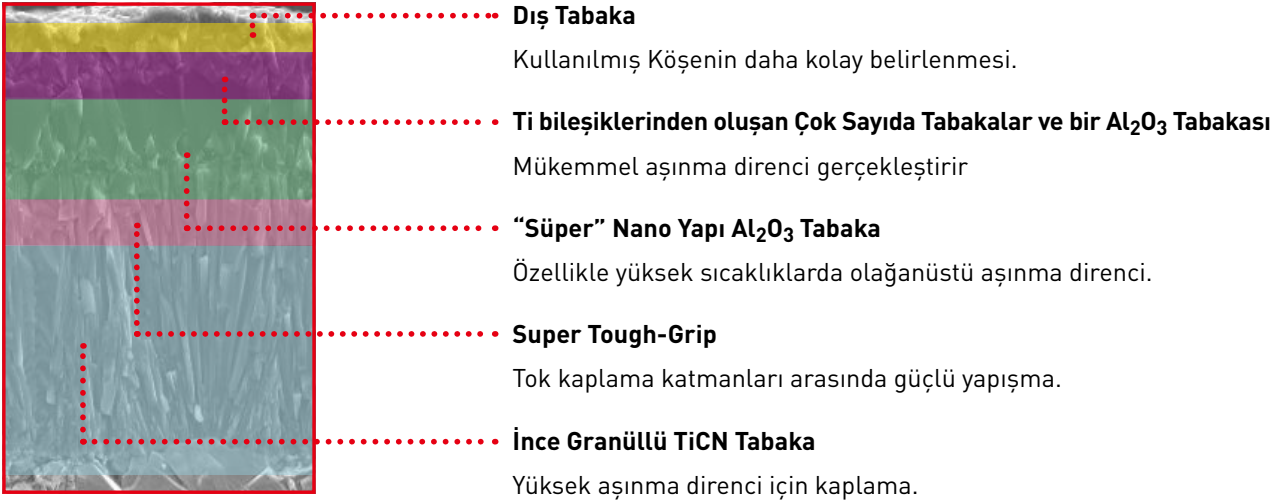 Dış Tabaka
Kullanılmış Köşenin daha kolay belirlenmesi.
Ti bileşiklerinden oluşan Çok Sayıda Tabakalar ve bir Al₂O₃ Tabakası
Mükemmel aşınma direnci gerçekleştirir
“Süper” Nano Yapı Al₂O₃ Tabaka
Özellikle yüksek sıcaklıklarda olağanüstü aşınma direnci.
Super Tough-Grip
Tok kaplama katmanları arasında güçlü yapışma.
İnce Granüllü TiCN Tabaka
Yüksek aşınma direnci için kaplama.